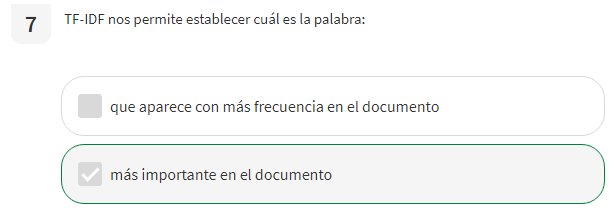 7
TF-IDF nos permite establecer cuál es la palabra:
que aparece con más frecuencia en el documento
más importante en el documento